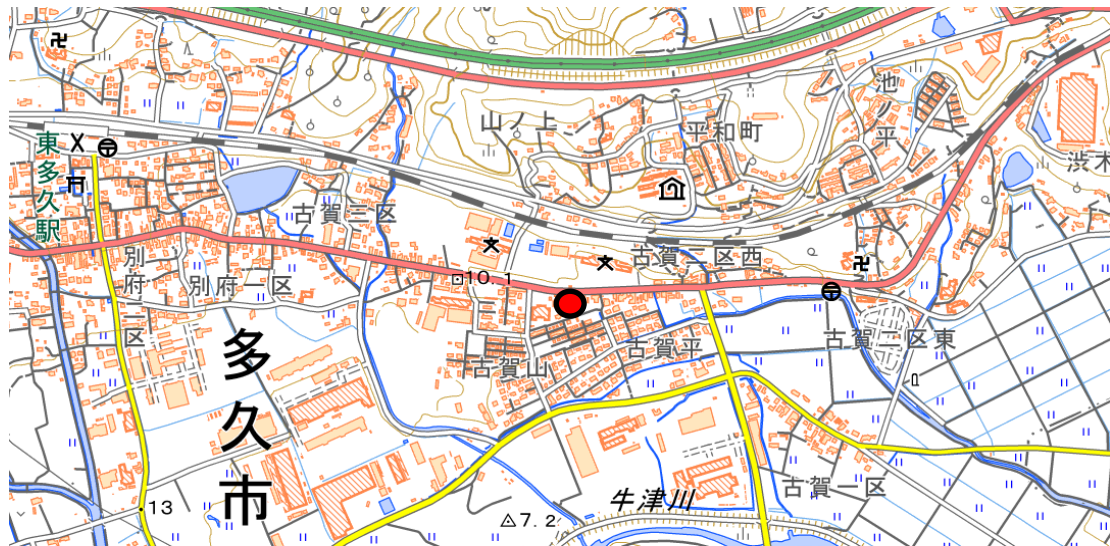 池ノ平
山ノ上
平和町
渋木
東多久駅
古賀三区
古賀二区西
別府一区
別府二区
10.1
古賀山
古賀平
古賀二区東
多久市
古賀一区
牛津川
13
7.2